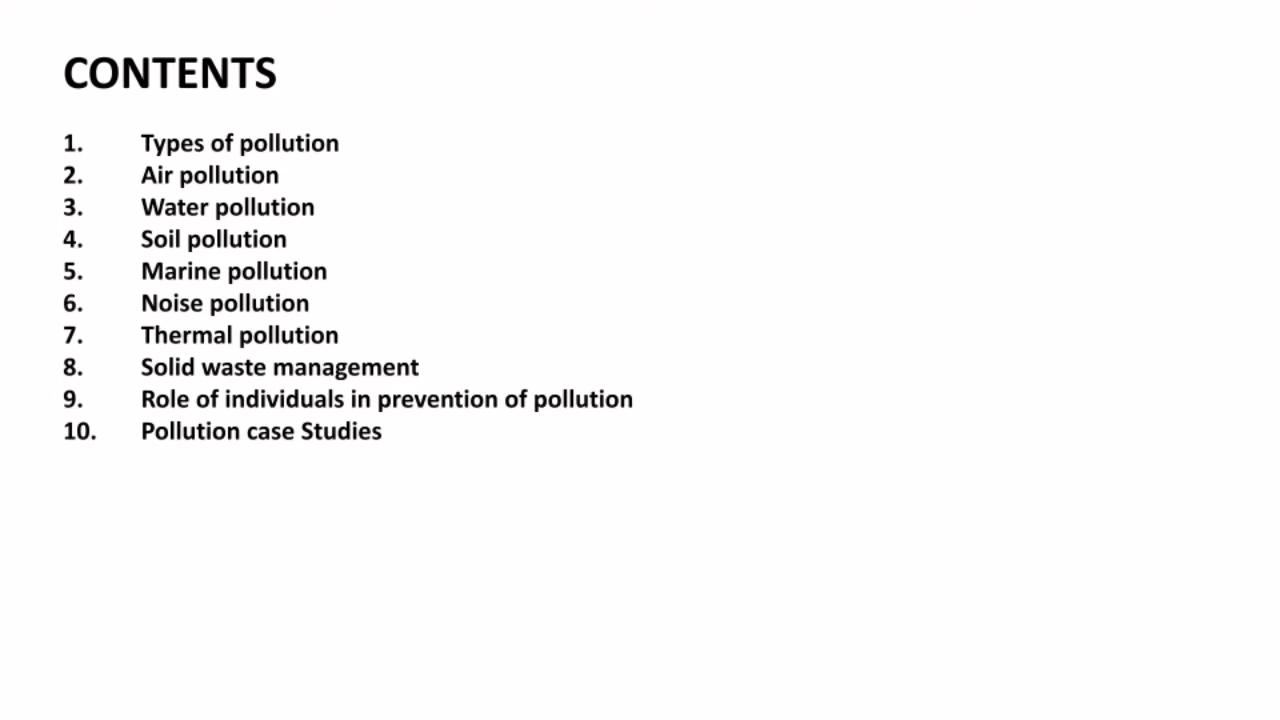 CONTENTS
1. Types of pollution
2. Air pollution
3. Water pollution
4. Soil pollution
5. Marine pollution
6. Noise pollution
7. Thermal pollution
8. Solid waste management
9. Role of individuals in prevention of pollution
10. Pollution case Studies